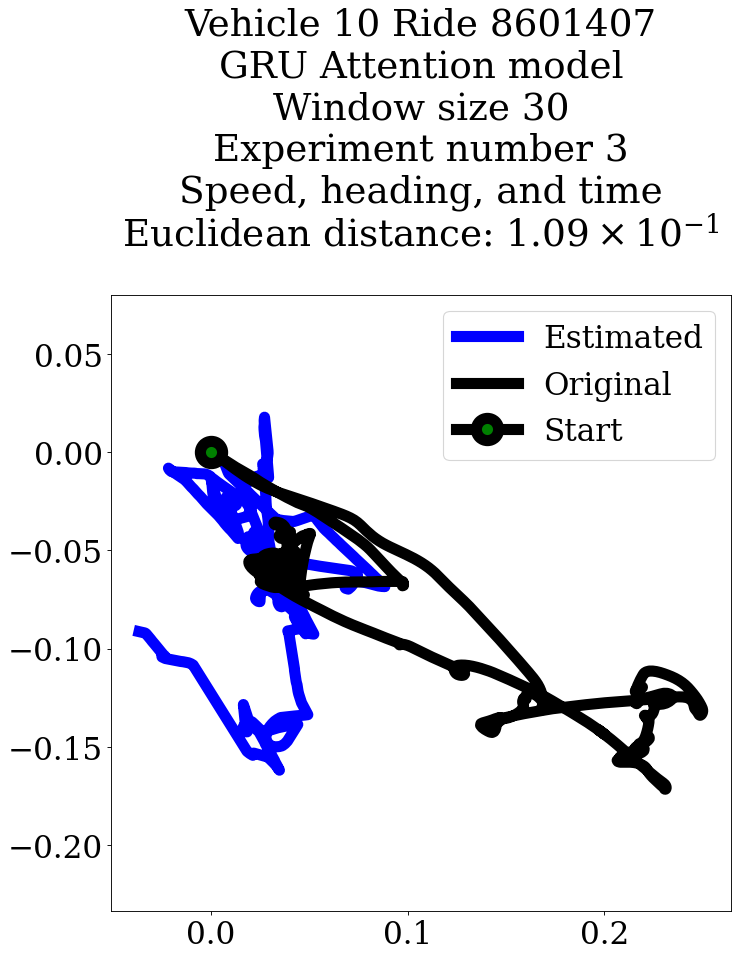 Vehicle 10 Ride 8601407
GRU Attention model
Window size 30
Experiment number 3
Speed, heading, and time
Euclidean distance: 1.09 × 10⁻¹
Estimated
Original
Start
0.05
0.00
−0.05
−0.10
−0.15
−0.20
0.0 0.1 0.2